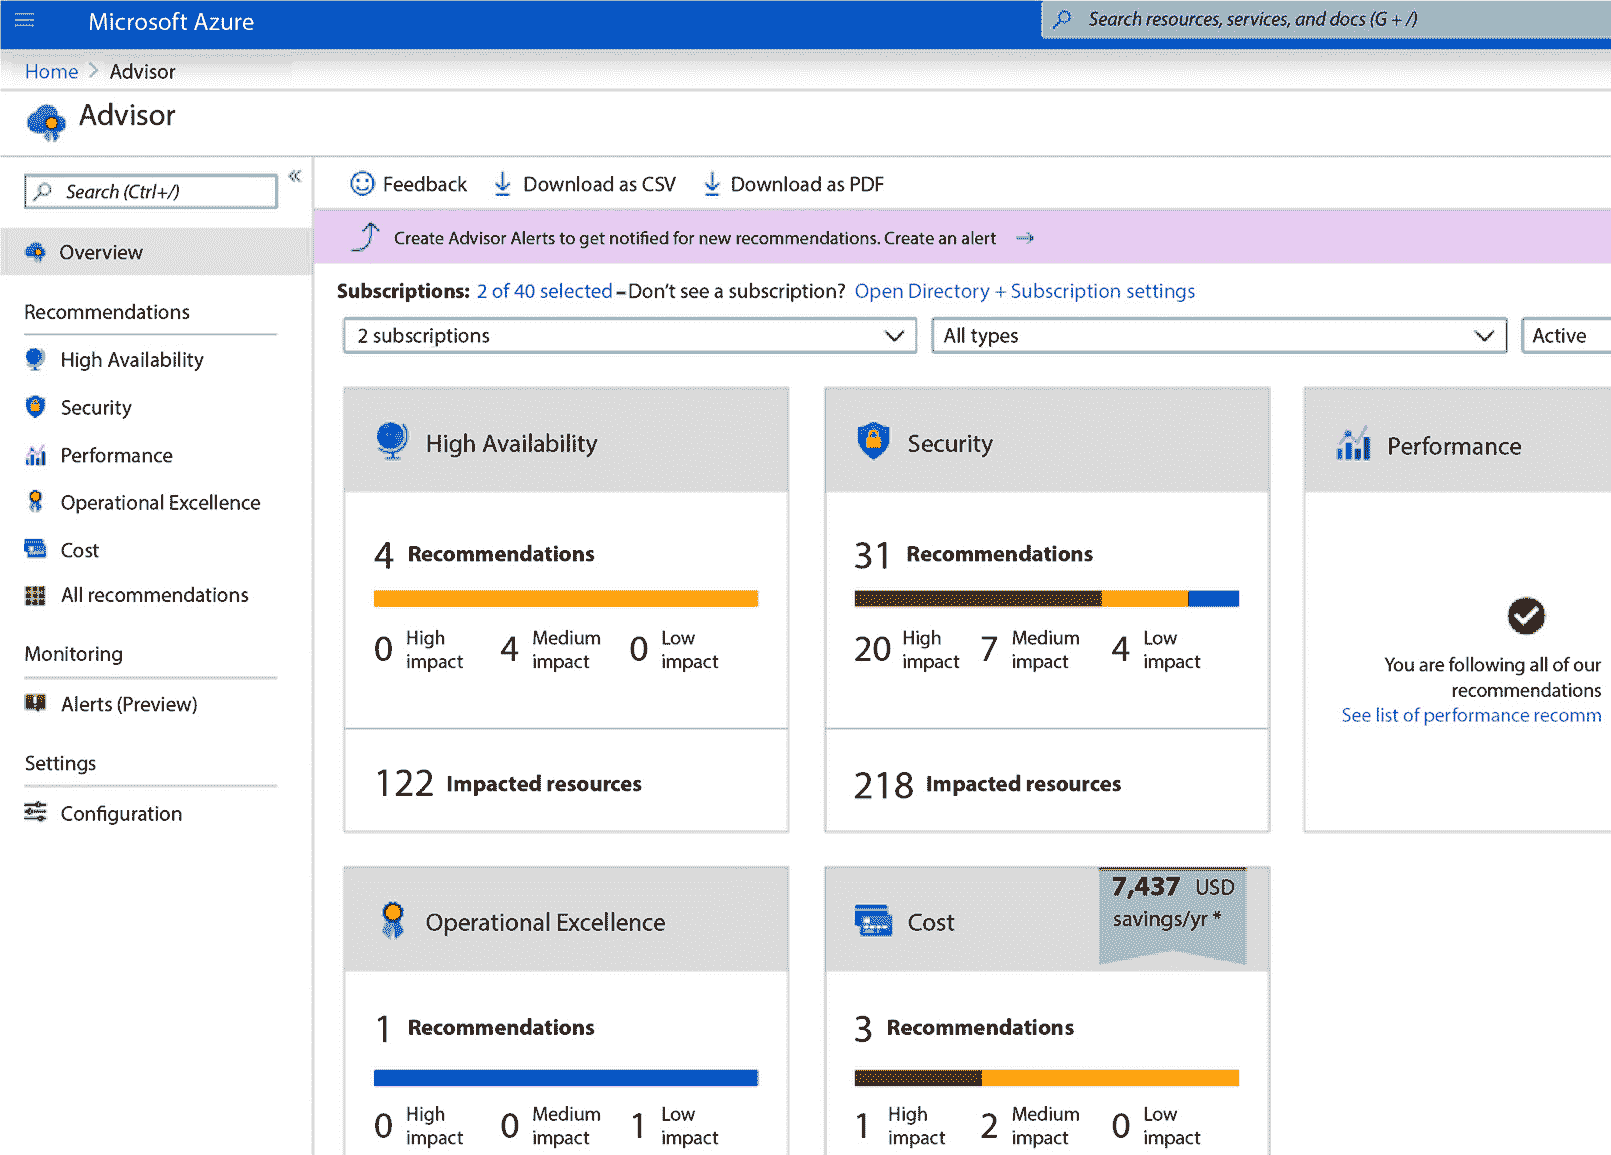 Microsoft Azure
Search resources, services, and docs (G + /)
Home > Advisor
Advisor
Search (Ctrl+/)
«
Overview
Recommendations
High Availability
Security
Performance
Operational Excellence
Cost
All recommendations
Monitoring
Alerts (Preview)
Settings
Configuration
Feedback
Download as CSV
Download as PDF
Create Advisor Alerts to get notified for new recommendations. Create an alert →
Subscriptions: 2 of 40 selected – Don't see a subscription? Open Directory + Subscription settings
2 subscriptions
All types
Active
High Availability
4 Recommendations
0 High impact
4 Medium impact
0 Low impact
122 Impacted resources
Security
31 Recommendations
20 High impact
7 Medium impact
4 Low impact
218 Impacted resources
Performance
You are following all of our
recommendations
See list of performance recomm
Operational Excellence
1 Recommendations
0 High impact
0 Medium impact
1 Low impact
Cost
7,437 USD
savings/yr *
3 Recommendations
1 High impact
2 Medium impact
0 Low impact